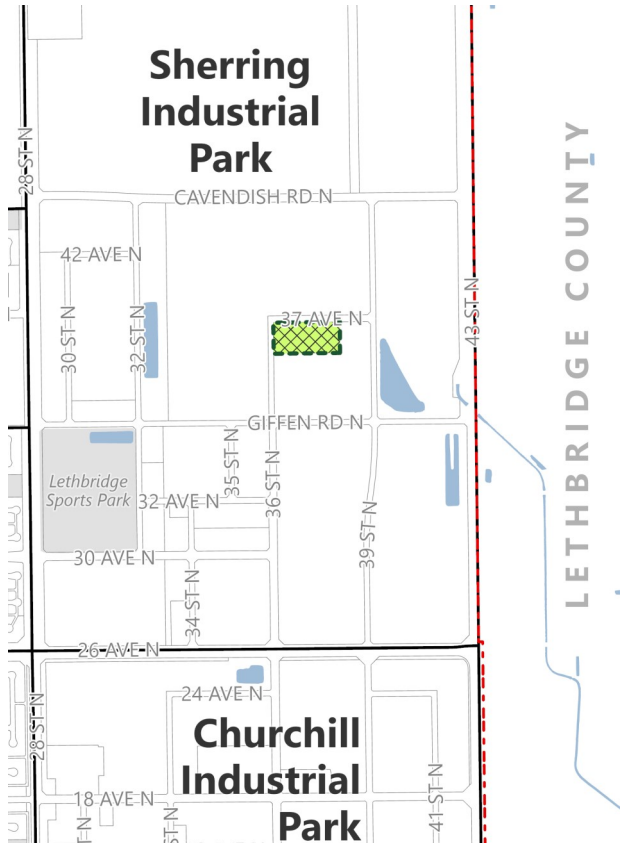 Sherring
Industrial
Park
28 ST N
CAVENDISH RD N
LETHBRIDGE COUNTY
42 AVE N
30 ST N
32 ST N
37 AVE N
43 ST N
GIFFEN RD N
Lethbridge
Sports Park
35 ST N
36 ST N
32 AVE N
39 ST N
30 AVE N
34 ST N
26 AVE N
28 ST N
24 AVE N
Churchill
Industrial
Park
18 AVE N
41 ST N
T N
ST N